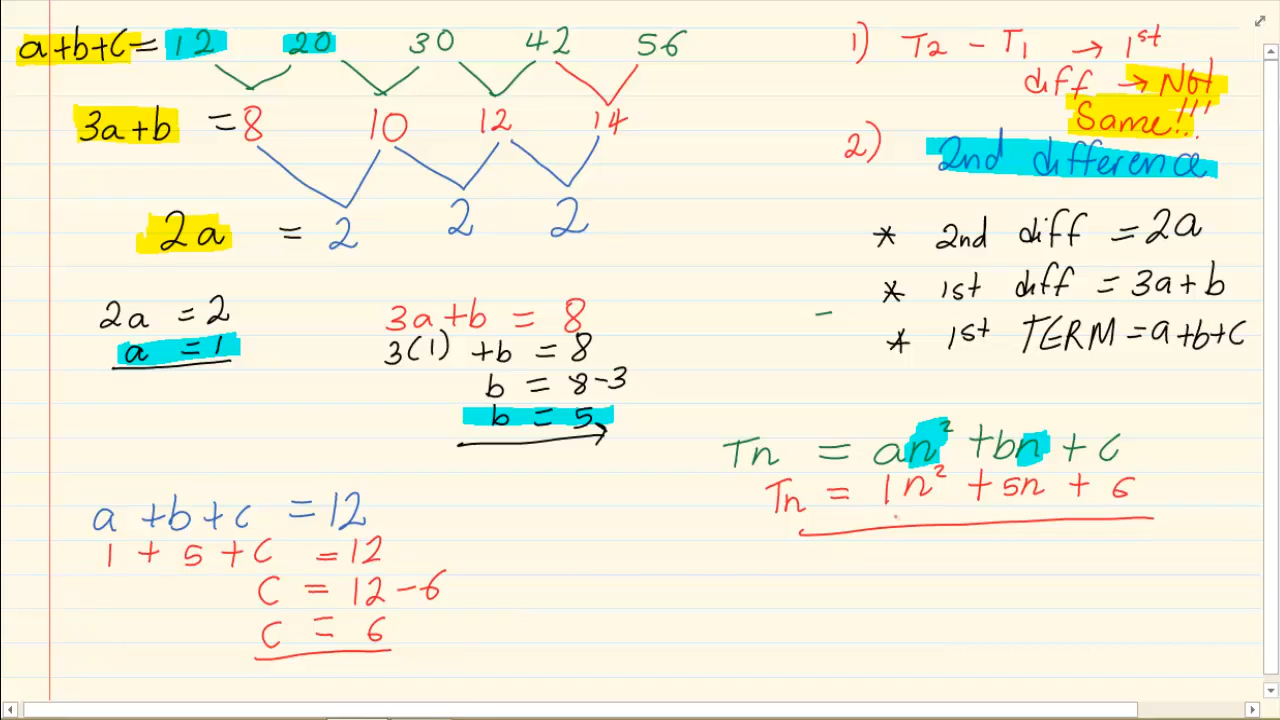 a+b+c= 12 20 30 42 56
3a+b = 8 10 12 14
2a = 2 2 2
2a = 2
a = 1
3a+b = 8
3(1) +b = 8
b = 8-3
b = 5
a +b+c = 12
1 + 5 + C = 12
C = 12-6
C = 6
1) T2 - T1 → 1st
diff → Not
Same!!!
2) 2nd difference
* 2nd diff = 2a
* 1st diff = 3a+b
* 1st TERM = a+b+c
Tn = an² +bn + c
Tn = 1n² + 5n + 6